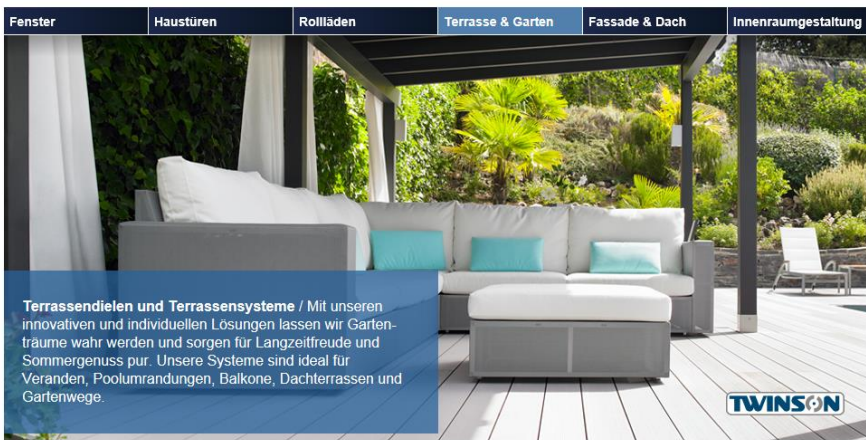 Fenster
Haustüren
Rollläden
Terrasse & Garten
Fassade & Dach
Innenraumgestaltung
Terrassendielen und Terrassensysteme / Mit unseren
innovativen und individuellen Lösungen lassen wir Garten-
träume wahr werden und sorgen für Langzeitfreude und
Sommergenuss pur. Unsere Systeme sind ideal für
Veranden, Poolumrandungen, Balkone, Dachterrassen und
Gartenwege.
TWINSON